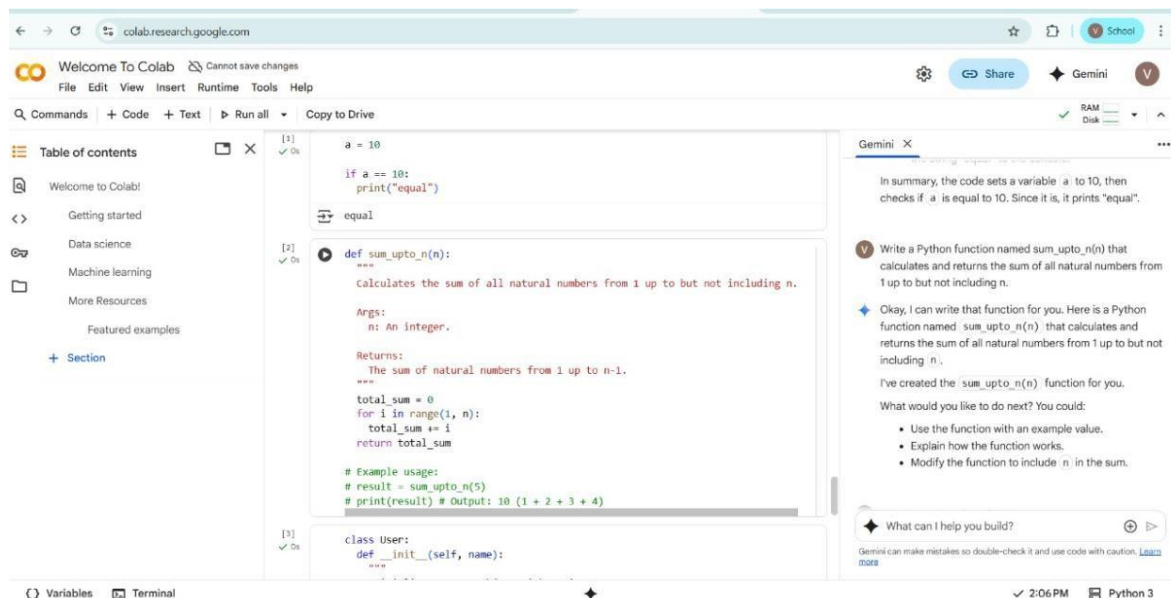 colab.research.google.com
School
Welcome To Colab
Cannot save changes
File Edit View Insert Runtime Tools Help
Share
Gemini
V
Commands + Code + Text Run all Copy to Drive
RAM
Disk
Table of contents
Welcome to Colab!
Getting started
Data science
Machine learning
More Resources
Featured examples
+ Section
[1]
0s
a = 10
if a == 10:
print("equal")
equal
[2]
0s
def sum_upto_n(n):
"""
Calculates the sum of all natural numbers from 1 up to but not including n.
Args:
n: An integer.
Returns:
The sum of natural numbers from 1 up to n-1.
"""
total_sum = 0
for i in range(1, n):
total_sum += i
return total_sum
# Example usage:
# result = sum_upto_n(5)
# print(result) # Output: 10 (1 + 2 + 3 + 4)
[3]
0s
class User:
def __init__(self, name):
"""
Gemini
In summary, the code sets a variable a to 10, then
checks if a is equal to 10. Since it is, it prints "equal".
V
Write a Python function named sum_upto_n(n) that
calculates and returns the sum of all natural numbers from
1 up to but not including n.
Okay, I can write that function for you. Here is a Python
function named sum_upto_n(n) that calculates and
returns the sum of all natural numbers from 1 up to but not
including n.
I've created the sum_upto_n(n) function for you.
What would you like to do next? You could:
• Use the function with an example value.
• Explain how the function works.
• Modify the function to include n in the sum.
What can I help you build?
Gemini can make mistakes so double-check it and use code with caution. Learn
more
{} Variables Terminal
2:06 PM Python 3